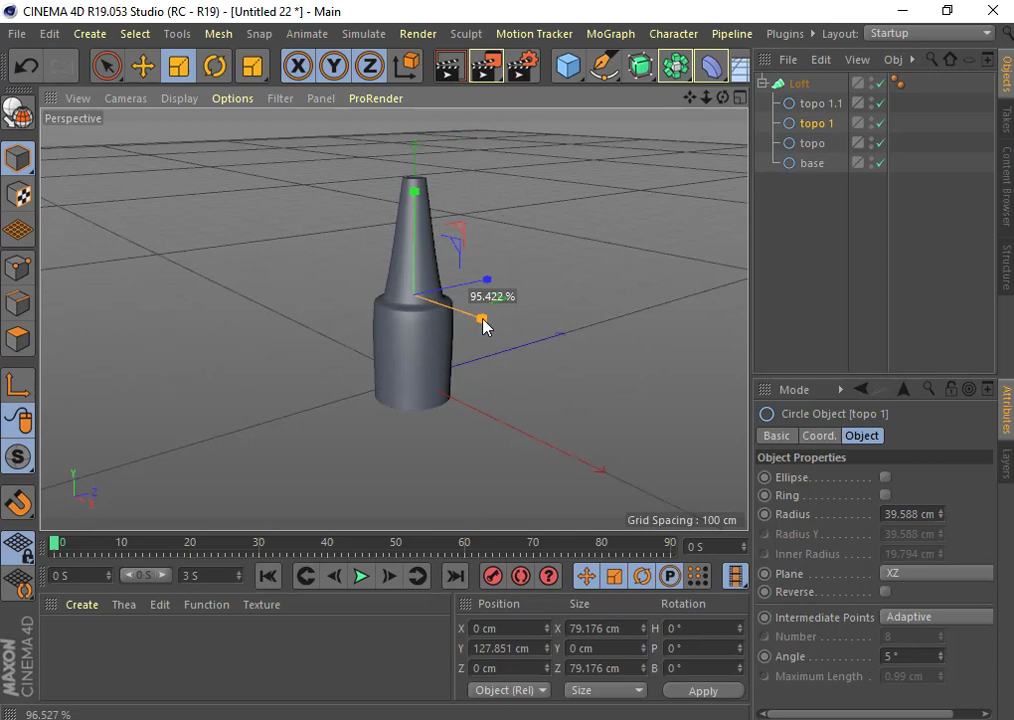 CINEMA 4D R19.053 Studio (RC - R19) - [Untitled 22 *] - Main
File Edit Create Select Tools Mesh Snap Animate Simulate Render Sculpt Motion Tracker MoGraph Character Pipeline Plugins Layout: Startup
X Y Z
View Cameras Display Options Filter Panel ProRender
File Edit View Obj
Perspective
Loft
topo 1.1
topo 1
topo
base
Objects
Takes
Content Browser
Structure
95.422 %
Mode
Circle Object [topo 1]
Basic Coord. Object
Object Properties
Ellipse
Ring
Radius 39.588 cm
Radius Y 39.588 cm
Inner Radius 19.794 cm
Plane XZ
Reverse
Intermediate Points Adaptive
Number 8
Angle 5 °
Maximum Length 0.99 cm
Attributes
Layers
Y
Z
X
Grid Spacing : 100 cm
0 10 20 30 40 50 60 70 80 90 0 S
0 S 0 S 3 S
Create Thea Edit Function Texture
Position Size Rotation
X 0 cm X 79.176 cm H 0 °
Y 127.851 cm Y 0 cm P 0 °
Z 0 cm Z 79.176 cm B 0 °
Object (Rel) Size Apply
MAXON CINEMA 4D
96.527 %